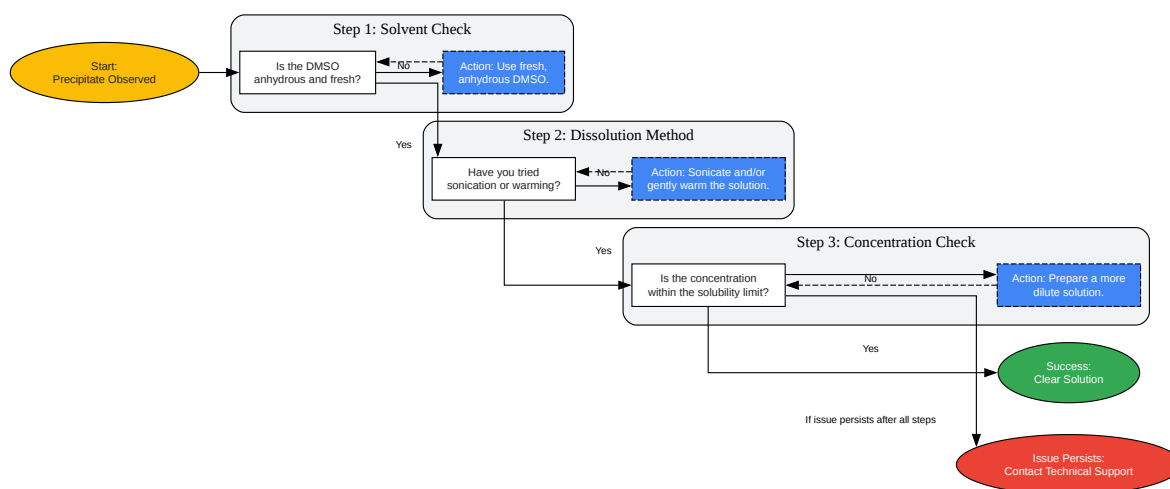 Start:
Precipitate Observed
Step 1: Solvent Check
Is the DMSO
anhydrous and fresh?
No
Action: Use fresh,
anhydrous DMSO.
Yes
Step 2: Dissolution Method
Have you tried
sonication or warming?
No
Action: Sonicate and/or
gently warm the solution.
Yes
Step 3: Concentration Check
Is the concentration
within the solubility limit?
No
Action: Prepare a more
dilute solution.
Yes
Success:
Clear Solution
If issue persists after all steps
Issue Persists:
Contact Technical Support